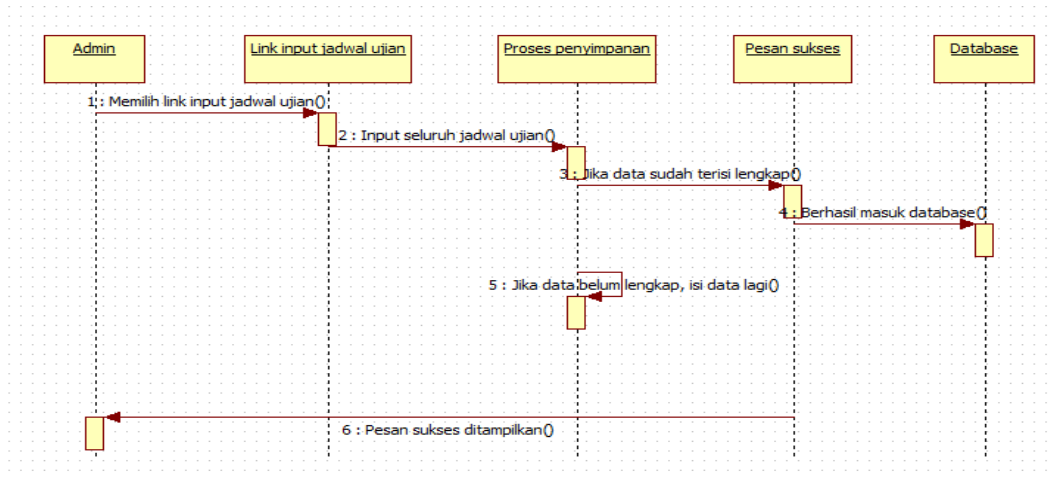 Admin
Link input jadwal ujian
Proses penyimpanan
Pesan sukses
Database
1 : Memilih link input jadwal ujian()
2 : Input seluruh jadwal ujian()
3 : Jika data sudah terisi lengkap()
4 : Berhasil masuk database()
5 : Jika data belum lengkap, isi data lagi()
6 : Pesan sukses ditampilkan()